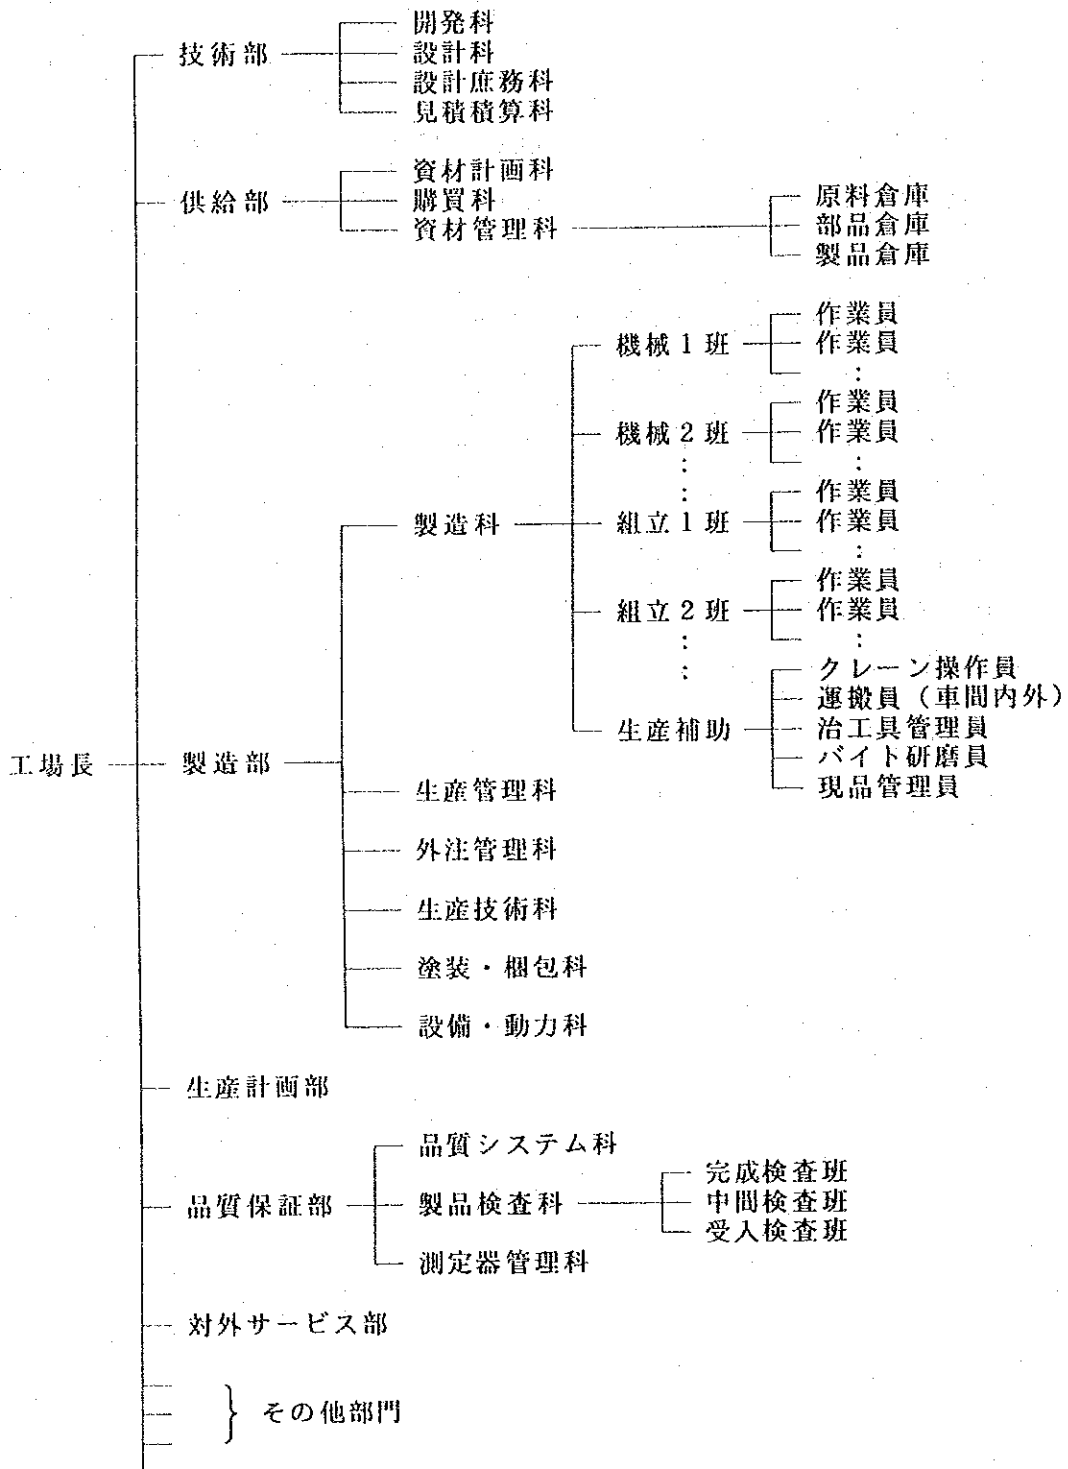 開発科
技術部
設計科
設計庶務科
見積積算科
資材計画科
供給部
購買科
資材管理科
原料倉庫
部品倉庫
製品倉庫
作業員
機械1班
作業員
:
作業員
機械2班
作業員
:
:
:
作業員
製造科
組立1班
作業員
:
作業員
組立2班
作業員
:
:
:
クレーン操作員
運搬員(車間内外)
生産補助
治工具管理員
バイト研磨員
現品管理員
工場長
製造部
生産管理科
外注管理科
生産技術科
塗装・梱包科
設備・動力科
生産計画部
品質システム科
品質保証部
製品検査科
完成検査班
中間検査班
受入検査班
測定器管理科
対外サービス部
その他部門